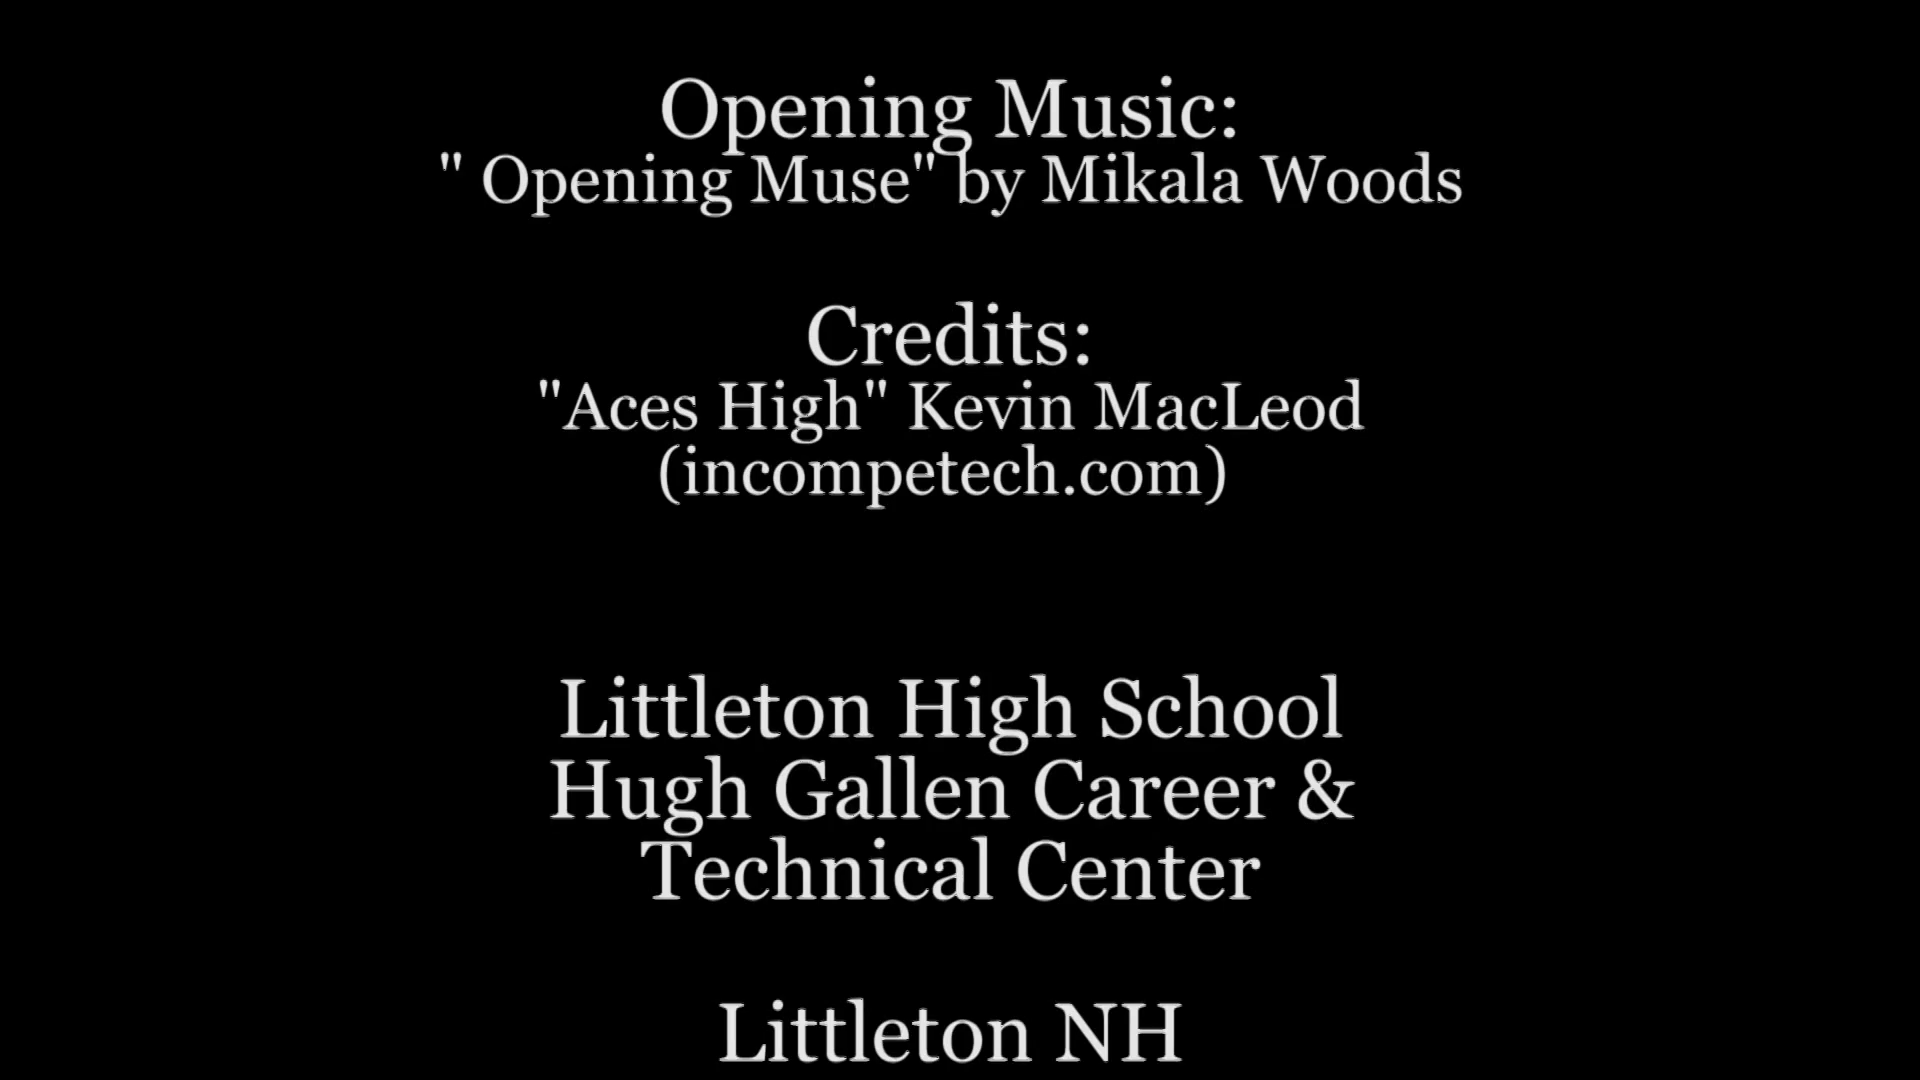 Opening Music:
" Opening Muse" by Mikala Woods
Credits:
"Aces High" Kevin MacLeod
(incompetech.com)
Littleton High School
Hugh Gallen Career &
Technical Center
Littleton NH